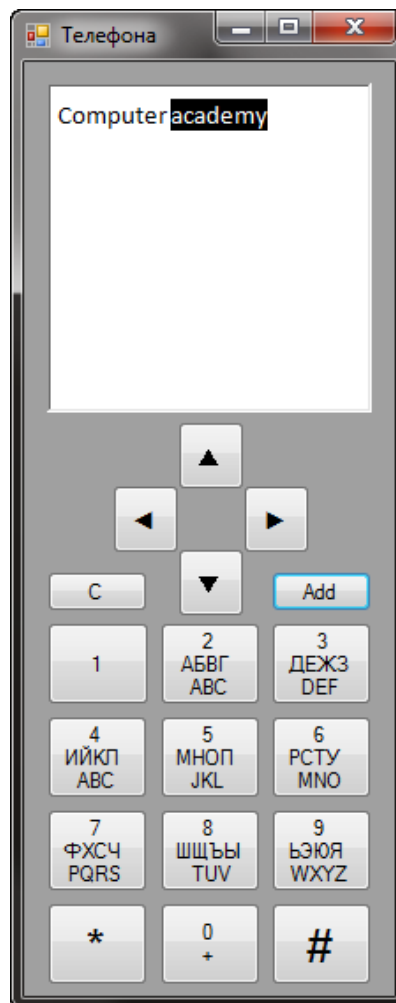 Телефона
Computer academy
C Add
1 2 3
АБВГ ДЕЖЗ
ABC DEF
4 5 6
ИЙКЛ МНОП РСТУ
ABC JKL MNO
7 8 9
ФХСЧ ШЩЪЫ ЬЭЮЯ
PQRS TUV WXYZ
* 0 #
+